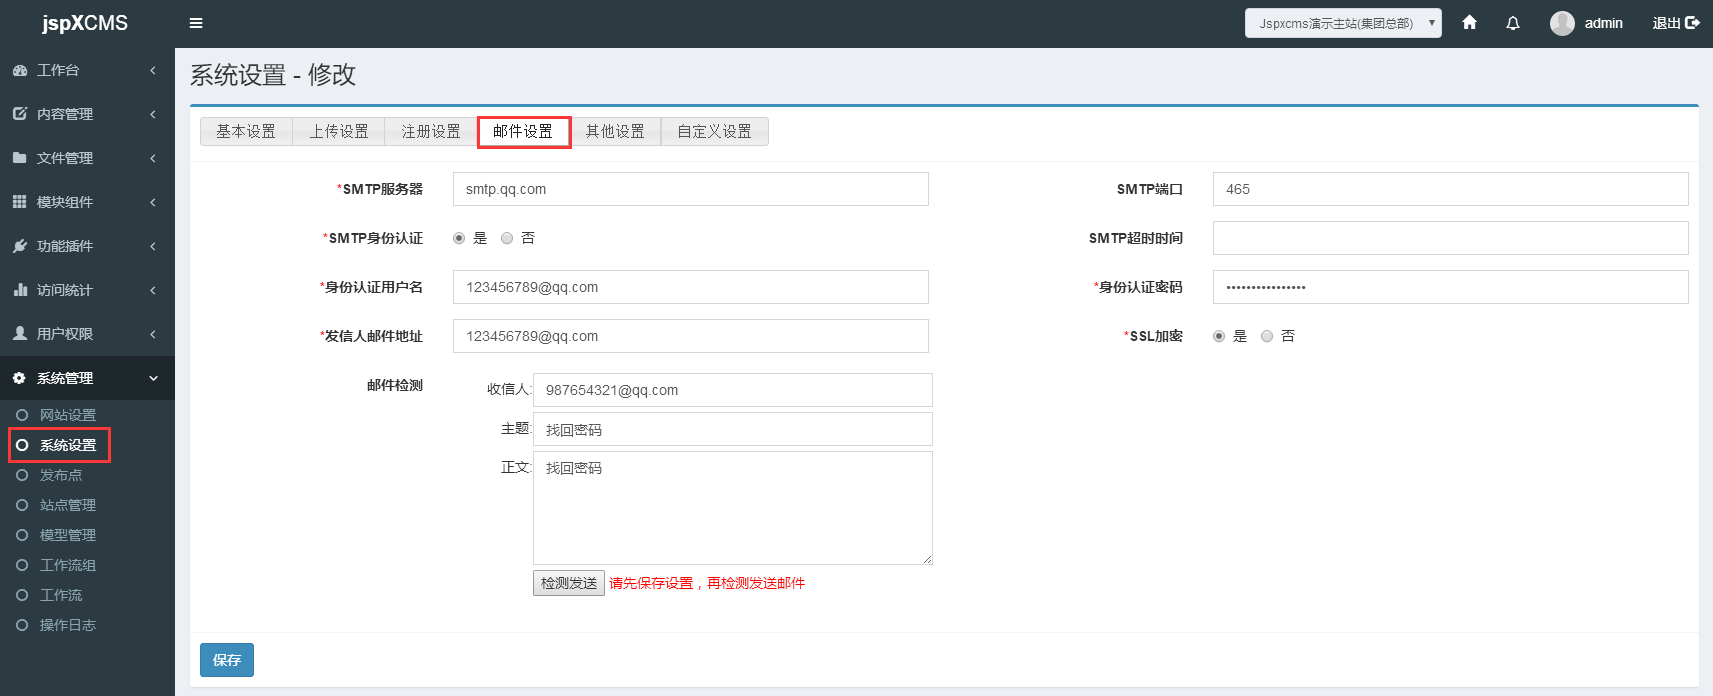 jspXCMS
Jspxcms演示主站(集团总部)
admin
退出
工作台
内容管理
文件管理
模块组件
功能插件
访问统计
用户权限
系统管理
网站设置
系统设置
发布点
站点管理
模型管理
工作流组
工作流
操作日志
系统设置 - 修改
基本设置 上传设置 注册设置 邮件设置 其他设置 自定义设置
*SMTP服务器 smtp.qq.com SMTP端口 465
*SMTP身份认证 是 否 SMTP超时时间
*身份认证用户名 123456789@qq.com *身份认证密码 ••••••••••••••••
*发信人邮件地址 123456789@qq.com *SSL加密 是 否
邮件检测 收信人: 987654321@qq.com
主题: 找回密码
正文: 找回密码
检测发送 请先保存设置，再检测发送邮件
保存